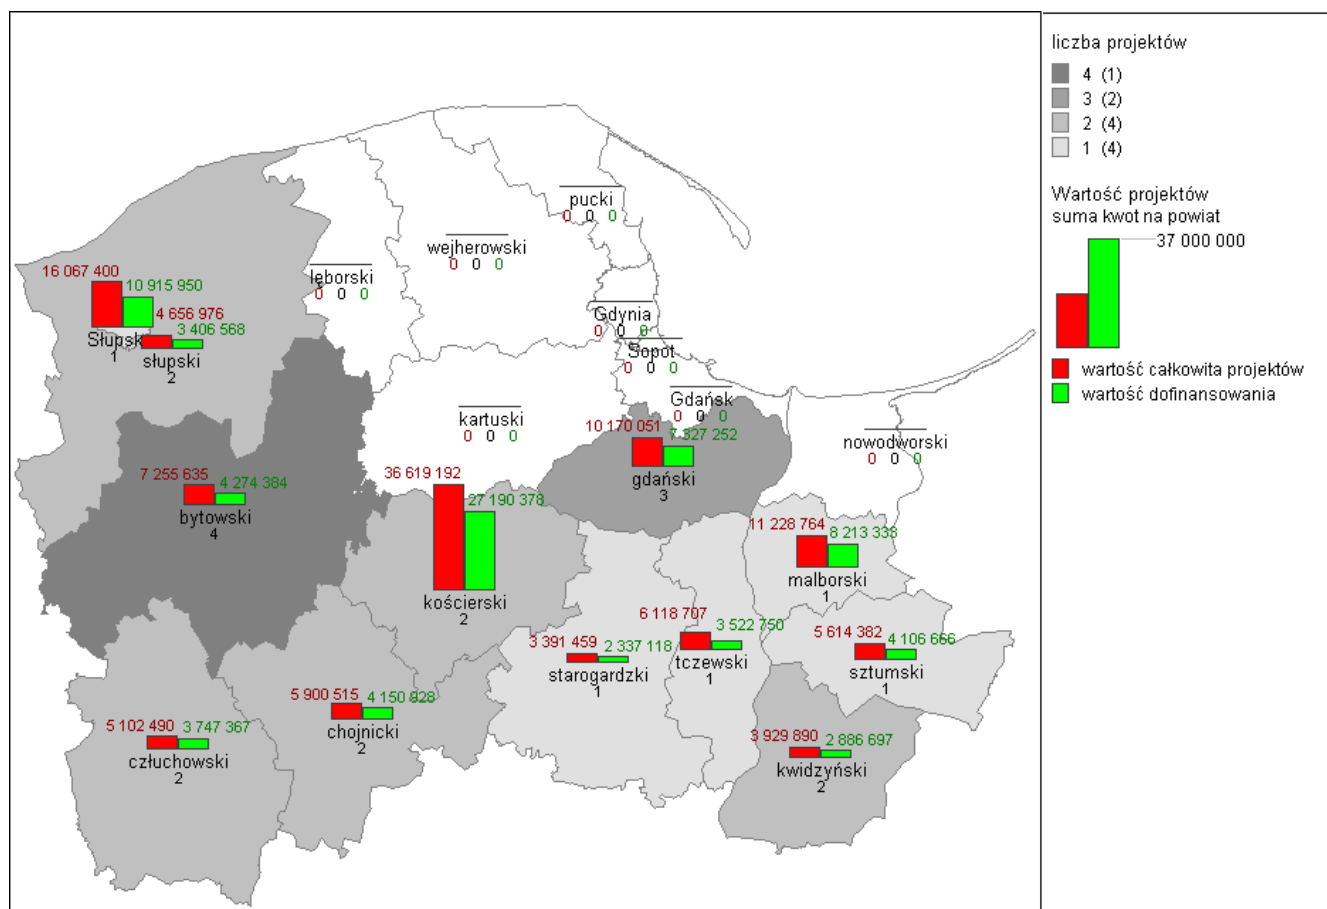 liczba projektów
4 (1)
3 (2)
2 (4)
1 (4)
Wartość projektów
suma kwot na powiat
37 000 000
wartość całkowita projektów
wartość dofinansowania
pucki
0 0 0
wejherowski
0 0 0
lęborski
0 0 0
Gdynia
0 0 0
Sopot
0 0 0
Gdańsk
0 0 0
kartuski
0 0 0
nowodworski
0 0 0
16 067 400
10 915 950
Słupsk
1
4 656 976
3 406 568
słupski
2
10 170 051
7 327 252
gdański
3
7 255 635
4 274 384
bytowski
4
36 619 192
27 190 378
kościerski
2
11 228 764
8 213 338
malborski
1
6 118 707
3 522 750
tczewski
1
3 391 459
2 337 118
starogardzki
1
5 614 382
4 106 666
sztumski
1
5 900 515
4 150 828
chojnicki
2
5 102 490
3 747 367
człuchowski
2
3 929 890
2 886 697
kwidzyński
2